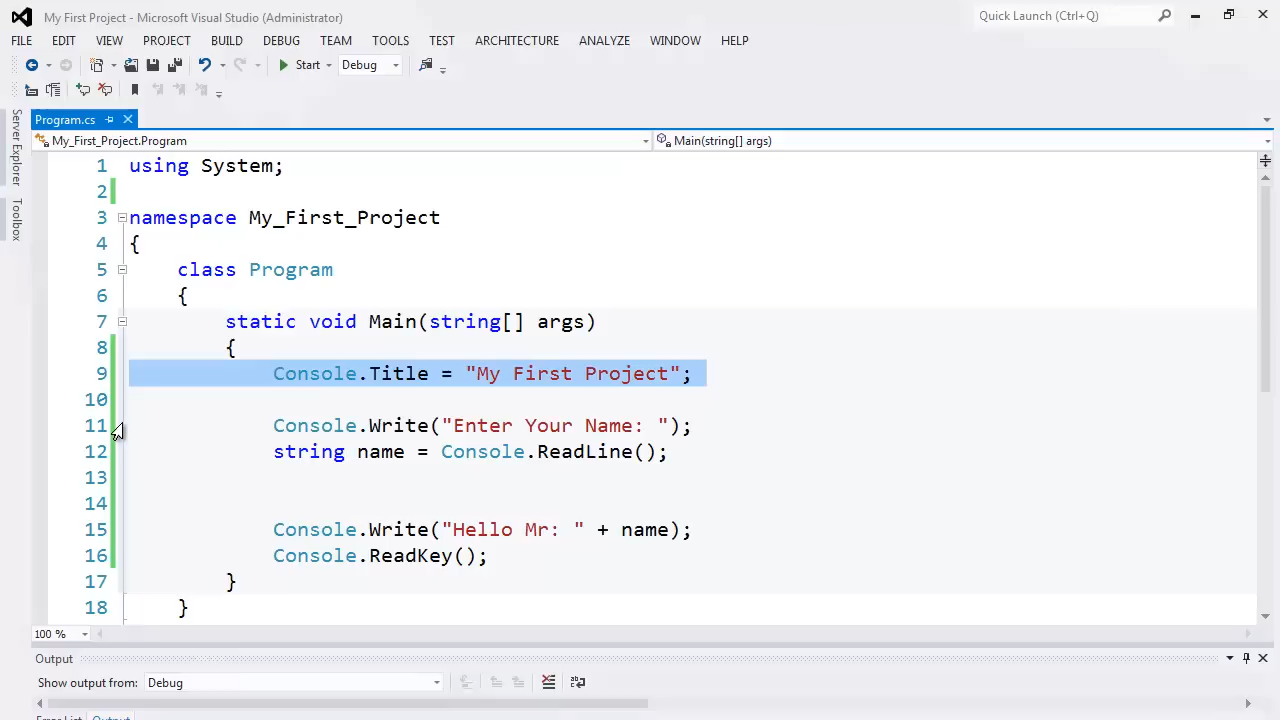 My First Project - Microsoft Visual Studio (Administrator)
Quick Launch (Ctrl+Q)
FILE EDIT VIEW PROJECT BUILD DEBUG TEAM TOOLS TEST ARCHITECTURE ANALYZE WINDOW HELP
Start Debug
Server Explorer
Toolbox
Program.cs
My_First_Project.Program Main(string[] args)
1 using System;
2
3 namespace My_First_Project
4 {
5 class Program
6 {
7 static void Main(string[] args)
8 {
9 Console.Title = "My First Project";
10
11 Console.Write("Enter Your Name: ");
12 string name = Console.ReadLine();
13
14
15 Console.Write("Hello Mr: " + name);
16 Console.ReadKey();
17 }
18 }
100 %
Output
Show output from: Debug
Error List Output